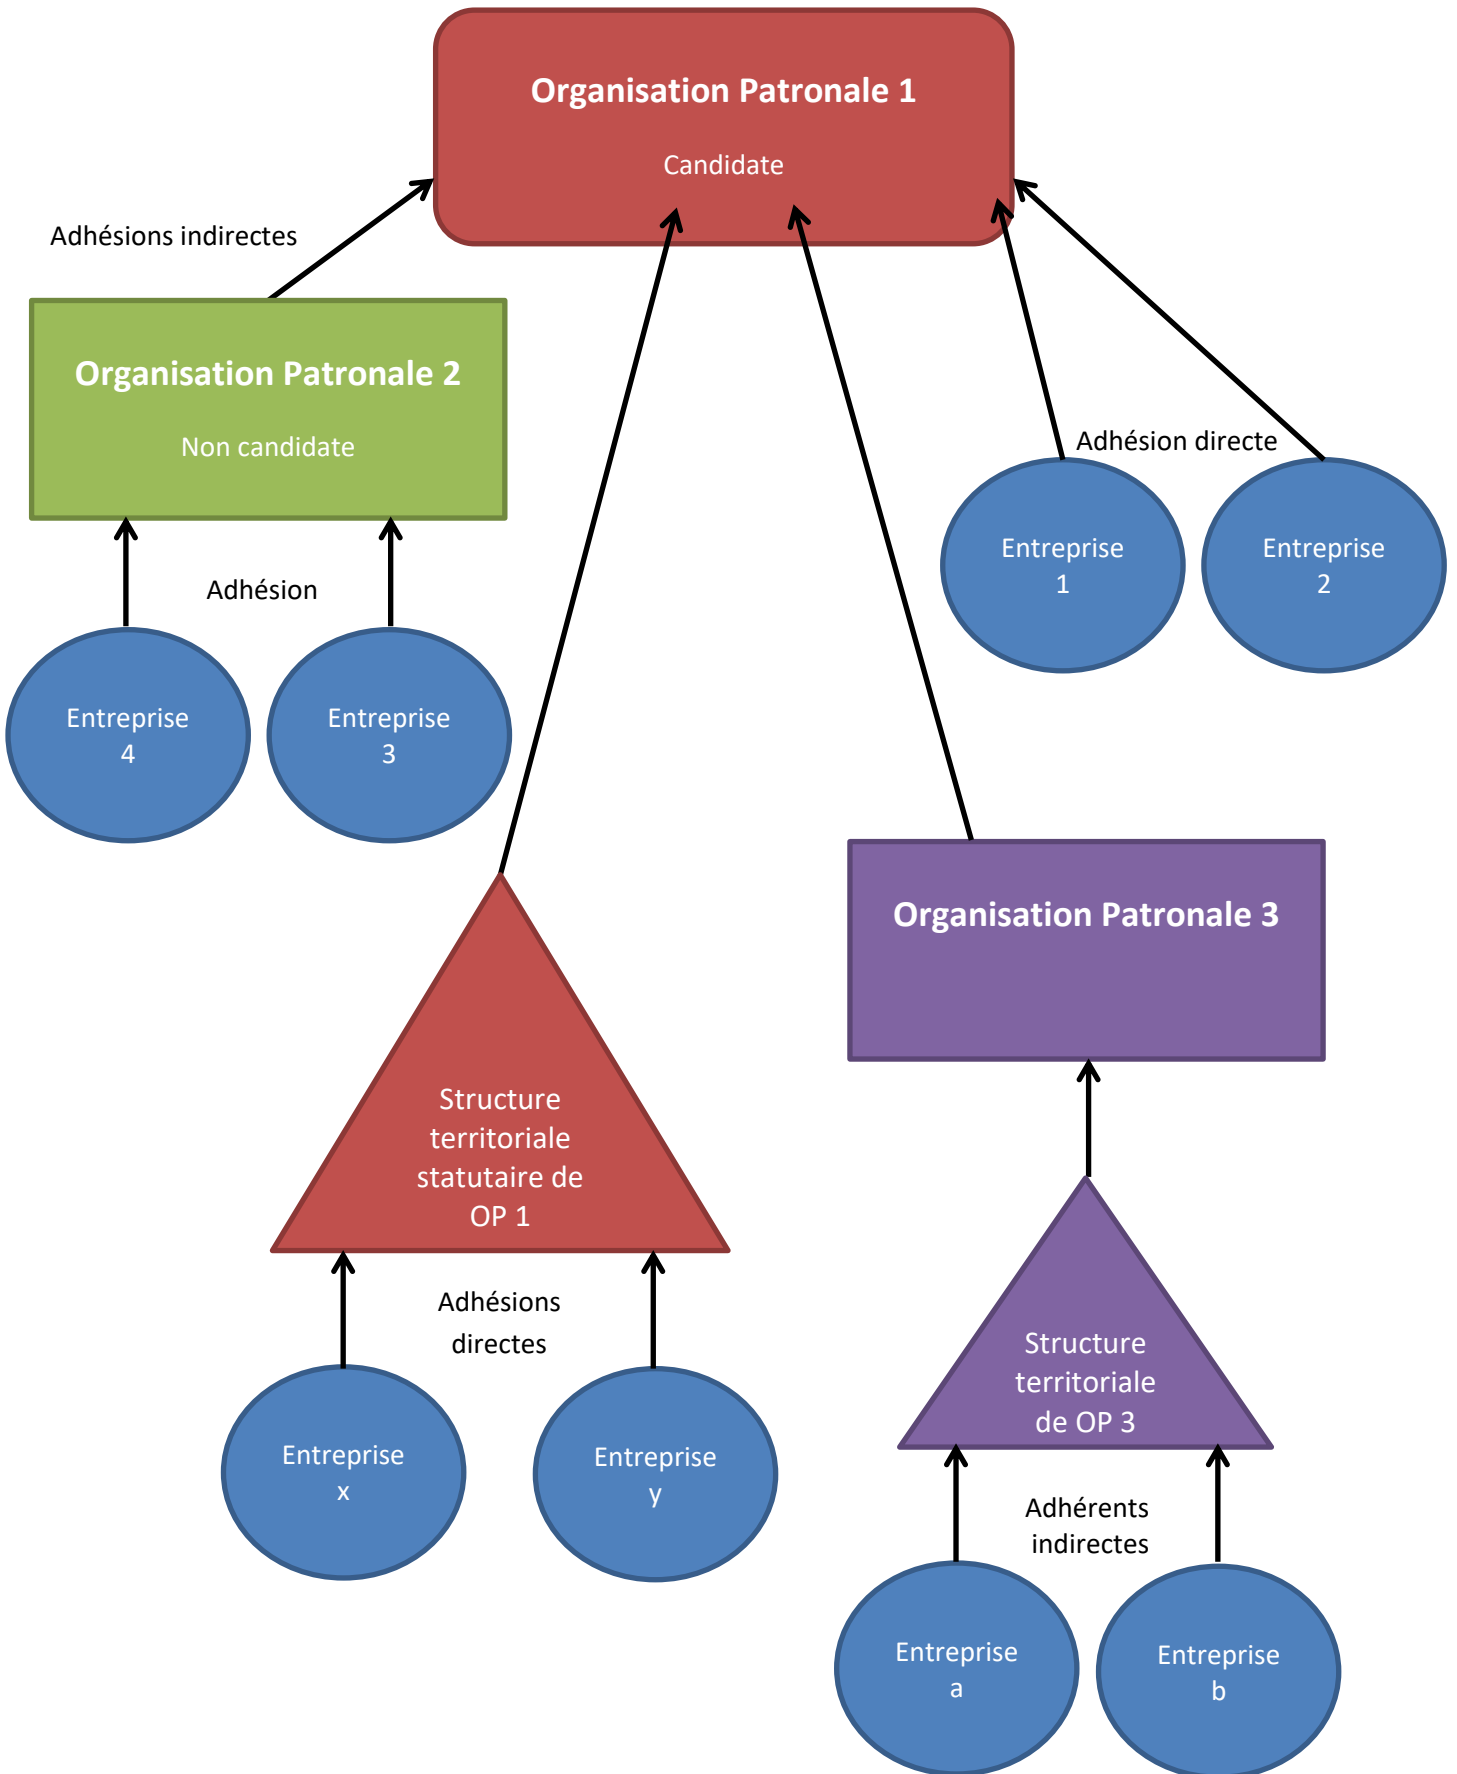 Organisation Patronale 1
Candidate
Adhésions indirectes
Organisation Patronale 2
Non candidate
Adhésion directe
Entreprise
1
Entreprise
2
Adhésion
Entreprise
4
Entreprise
3
Organisation Patronale 3
Structure
territoriale
statutaire de
OP 1
Adhésions
directes
Entreprise
x
Entreprise
y
Structure
territoriale
de OP 3
Adhérents
indirectes
Entreprise
a
Entreprise
b